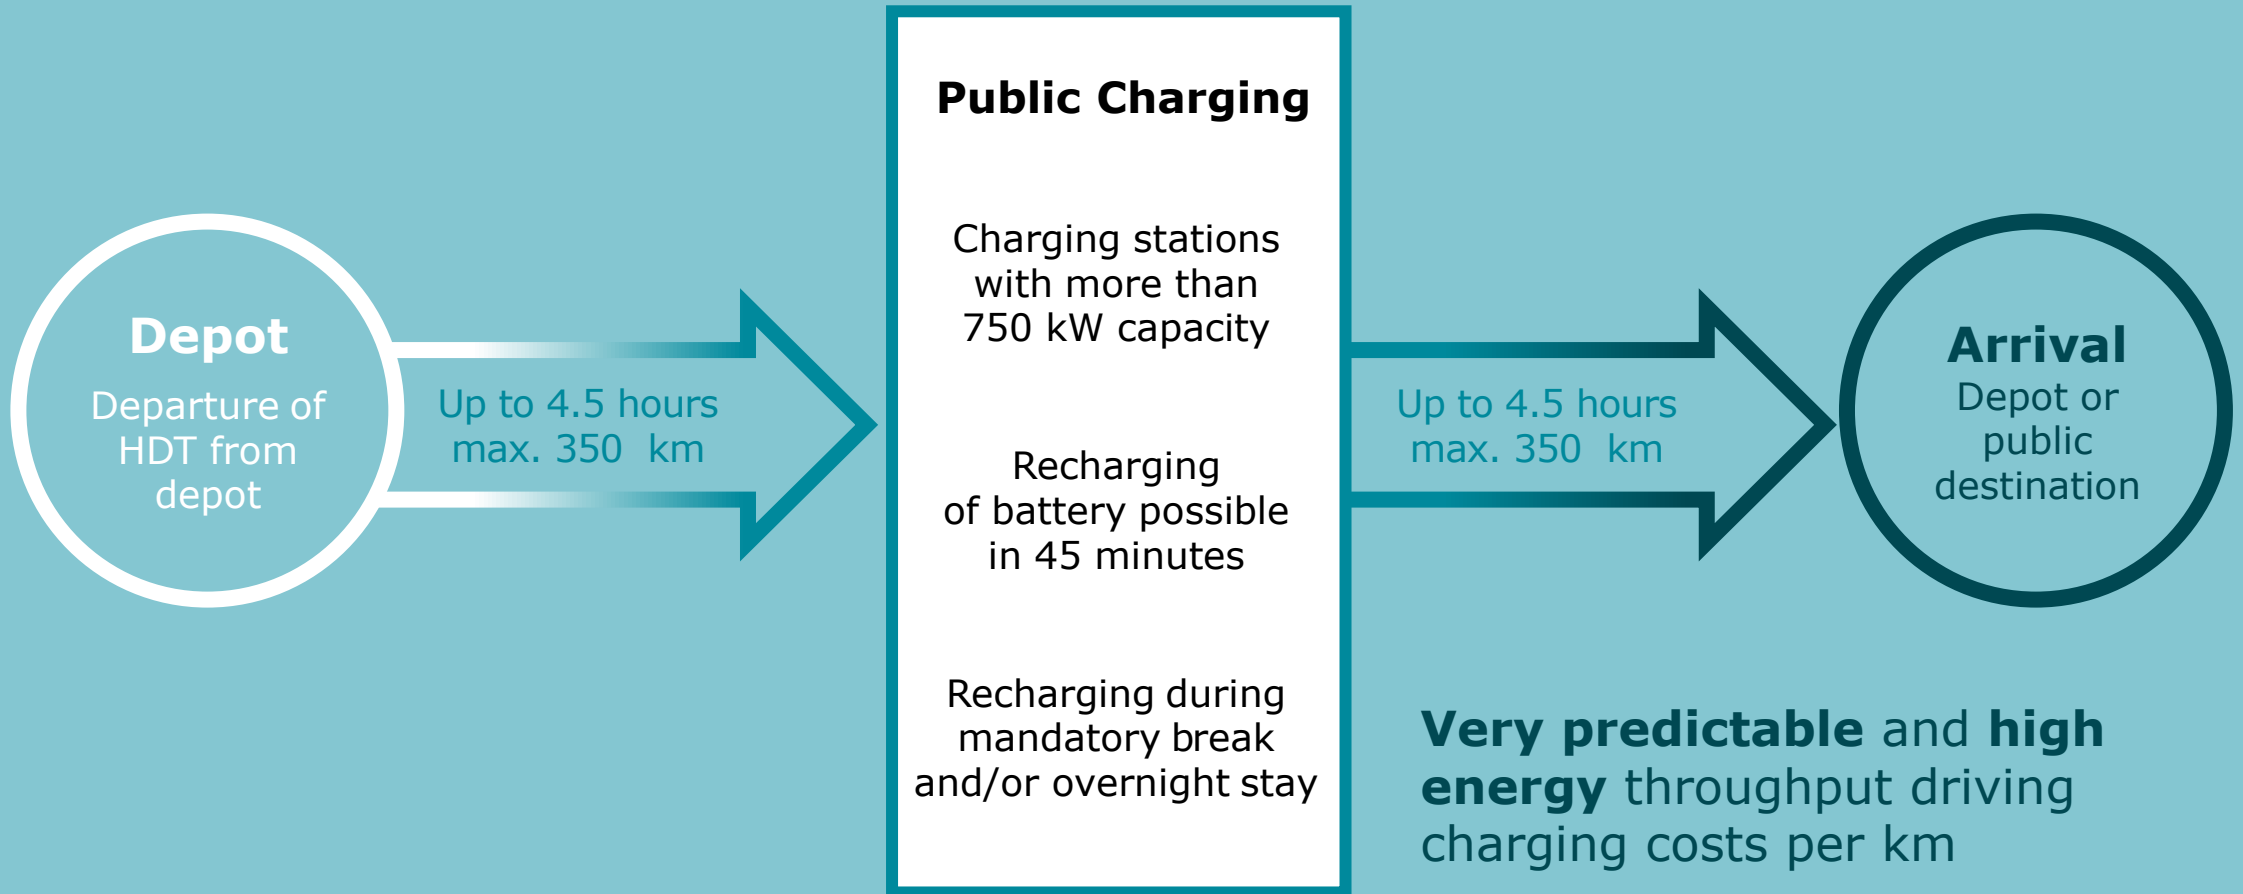 Depot
Departure of
HDT from
depot
Up to 4.5 hours
max. 350 km
Public Charging
Charging stations
with more than
750 kW capacity
Recharging
of battery possible
in 45 minutes
Recharging during
mandatory break
and/or overnight stay
Up to 4.5 hours
max. 350 km
Arrival
Depot or
public
destination
Very predictable and high
energy throughput driving
charging costs per km